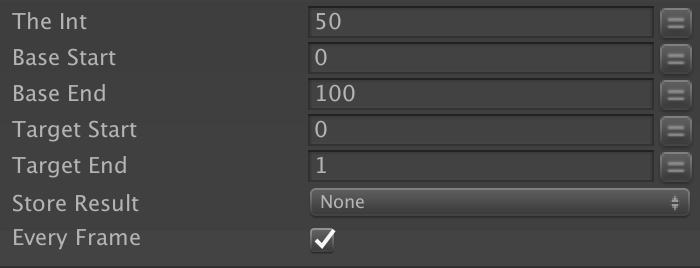 The Int 50
Base Start 0
Base End 100
Target Start 0
Target End 1
Store Result None
Every Frame